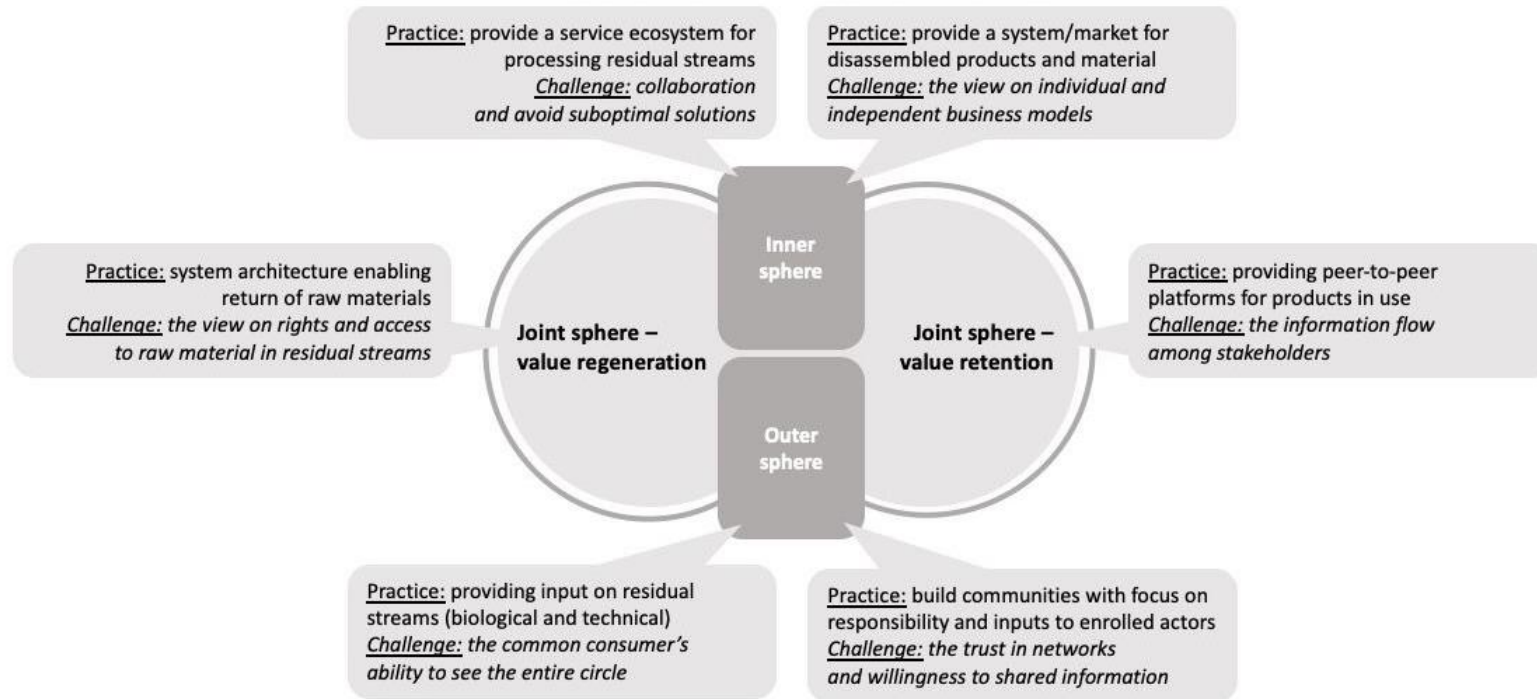 Practice: provide a service ecosystem for
processing residual streams
Challenge: collaboration
and avoid suboptimal solutions
Practice: provide a system/market for
disassembled products and material
Challenge: the view on individual and
independent business models
Inner
sphere
Practice: system architecture enabling
return of raw materials
Challenge: the view on rights and access
to raw material in residual streams
Joint sphere –
value regeneration
Joint sphere –
value retention
Practice: providing peer-to-peer
platforms for products in use
Challenge: the information flow
among stakeholders
Outer
sphere
Practice: providing input on residual
streams (biological and technical)
Challenge: the common consumer’s
ability to see the entire circle
Practice: build communities with focus on
responsibility and inputs to enrolled actors
Challenge: the trust in networks
and willingness to shared information